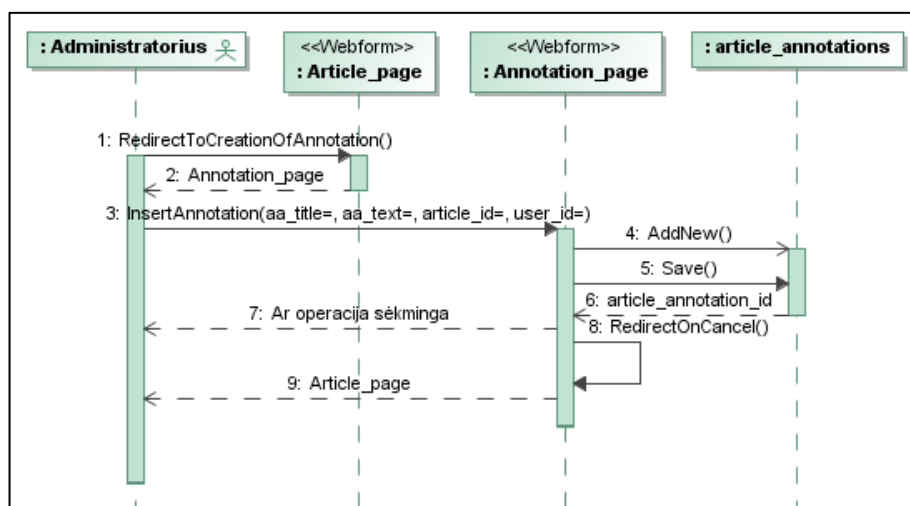 : Administratorius
<<Webform>>
: Article_page
<<Webform>>
: Annotation_page
: article_annotations
1: RedirectToCreationOfAnnotation()
2: Annotation_page
3: InsertAnnotation(aa_title=, aa_text=, article_id=, user_id=)
4: AddNew()
5: Save()
6: article_annotation_id
7: Ar operacija sėkminga
8: RedirectOnCancel()
9: Article_page